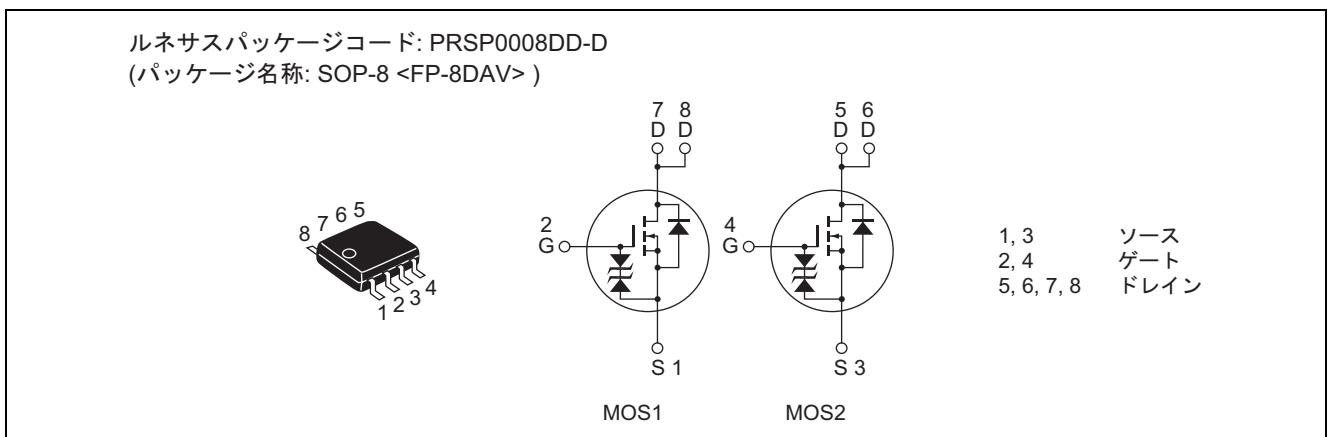 ルネサスパッケージコード: PRSP0008DD-D
(パッケージ名称: SOP-8 <FP-8DAV> )
7 8
D D
5 6
D D
8 7 6 5
2
G
4
G
1 2 3 4
S 1
S 3
MOS1
MOS2
1, 3 ソース
2, 4 ゲート
5, 6, 7, 8 ドレイン